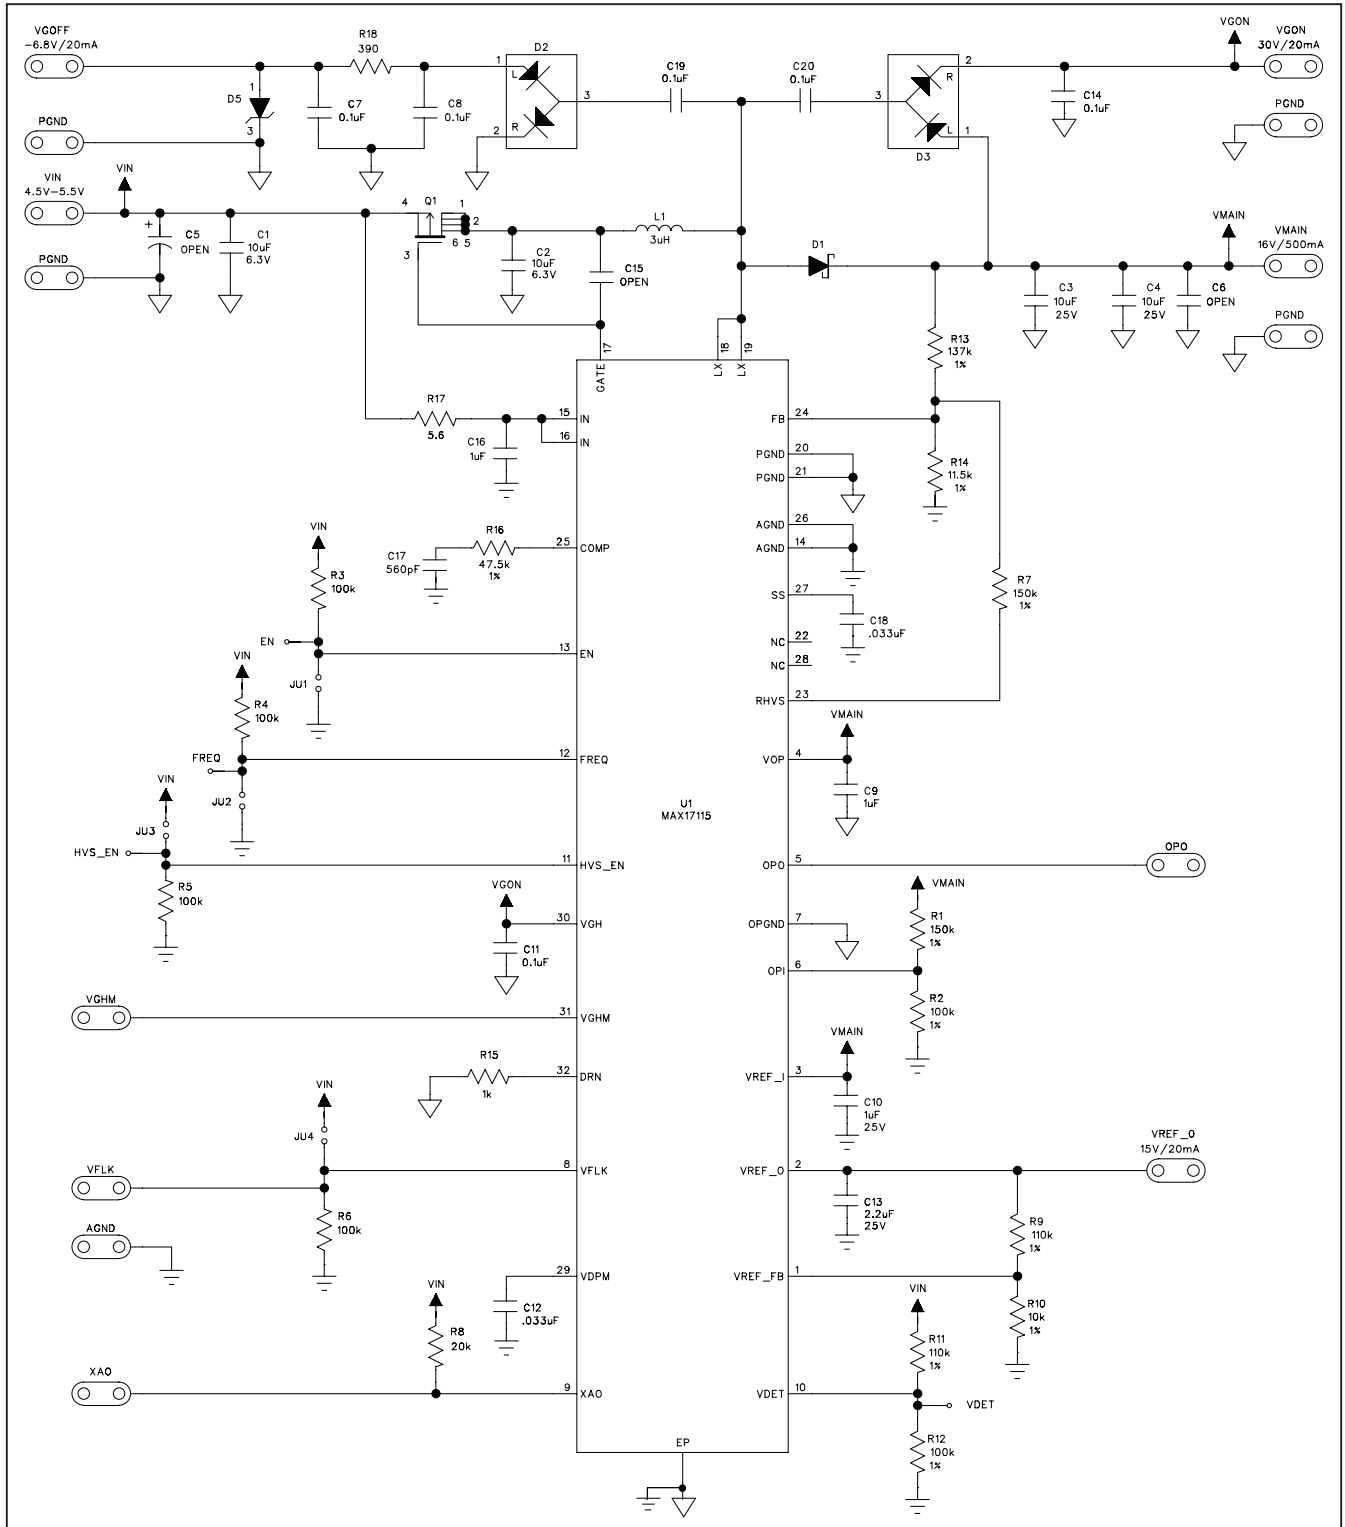 VGOFF
-6.8V/20mA
R18
390
D2
1
L
R
2
3
C19
0.1uF
C20
0.1uF
3
R
L
2
1
D3
VGON
VGON
30V/20mA
C14
0.1uF
PGND
1
D5
3
C7
0.1uF
C8
0.1uF
PGND
VIN
4.5V-5.5V
VIN
+
C5
OPEN
C1
10uF
6.3V
PGND
4
Q1
1
2
6 5
3
C2
10uF
6.3V
C15
OPEN
L1
3uH
D1
VMAIN
VMAIN
16V/500mA
C3
10uF
25V
C4
10uF
25V
C6
OPEN
PGND
17
GATE
18
LX
19
LX
R13
137k
1%
R17
5.6
C16
1uF
15
IN
16
IN
FB
24
PGND
20
PGND
21
R14
11.5k
1%
AGND
26
AGND
14
C17
560pF
R16
47.5k
1%
25
COMP
SS
27
C18
.033uF
R7
150k
1%
NC
22
NC
28
RHVS
23
VIN
R3
100k
EN
13
EN
JU1
VIN
R4
100k
FREQ
12
FREQ
JU2
VIN
JU3
HVS_EN
11
HVS_EN
R5
100k
VMAIN
VOP
4
C9
1uF
U1
MAX17115
OPO
5
OPO
VGON
30
VGH
C11
0.1uF
VMAIN
R1
150k
1%
OPGND
7
OPI
6
R2
100k
1%
VGHM
31
VGHM
R15
1k
32
DRN
VMAIN
VREF_I
3
C10
1uF
25V
VIN
JU4
VFLK
8
VFLK
R6
100k
AGND
VREF_O
2
C13
2.2uF
25V
VREF_O
15V/20mA
R9
110k
1%
VREF_FB
1
R10
10k
1%
29
VDPM
C12
.033uF
VIN
R8
20k
XAO
9
XAO
VIN
R11
110k
1%
VDET
10
VDET
R12
100k
1%
EP